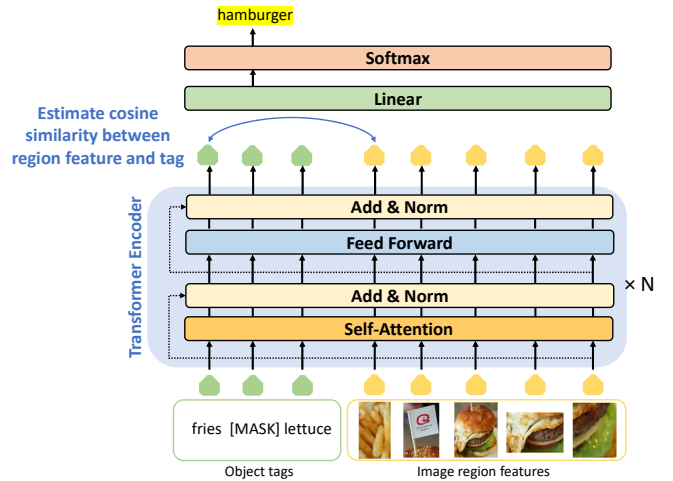 hamburger
Softmax
Linear
Estimate cosine
similarity between
region feature and tag
Transformer Encoder
Add & Norm
Feed Forward
Add & Norm
Self-Attention
× N
fries [MASK] lettuce
Object tags
Image region features